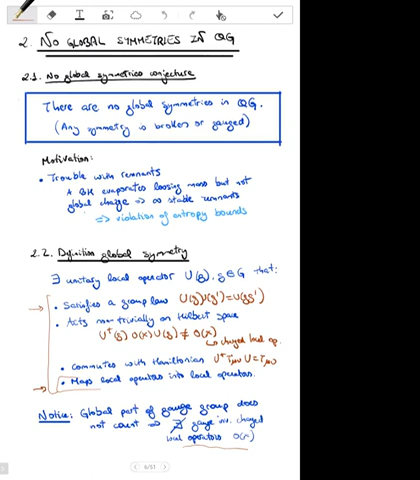 2. NO GLOBAL SYMMETRIES IN QG
2.1. No global symmetries conjecture
There are no global symmetries in QG.
(Any symmetry is broken or gauged)
Motivation:
• Trouble with remnants
A BH evaporates loosing mass but not
global charge ⇒ ∞ stable remnants
⇒ violation of entropy bounds
2.2. Definition global symmetry
∃ unitary local operator U(g), g∈G that:
• Satisfies a group law U(g)U(g')=U(gg')
• Acts non-trivially on Hilbert space
U†(g) O(x) U(g) ≠ O(x)
↳ charged local op.
• Commutes with Hamiltonian U† Tμν U = Tμν
• Maps local operators into local operators.
Notice: Global part of gauge group does
not count ⇒ ∄ gauge inv. charged
local operators O(x)
6/51